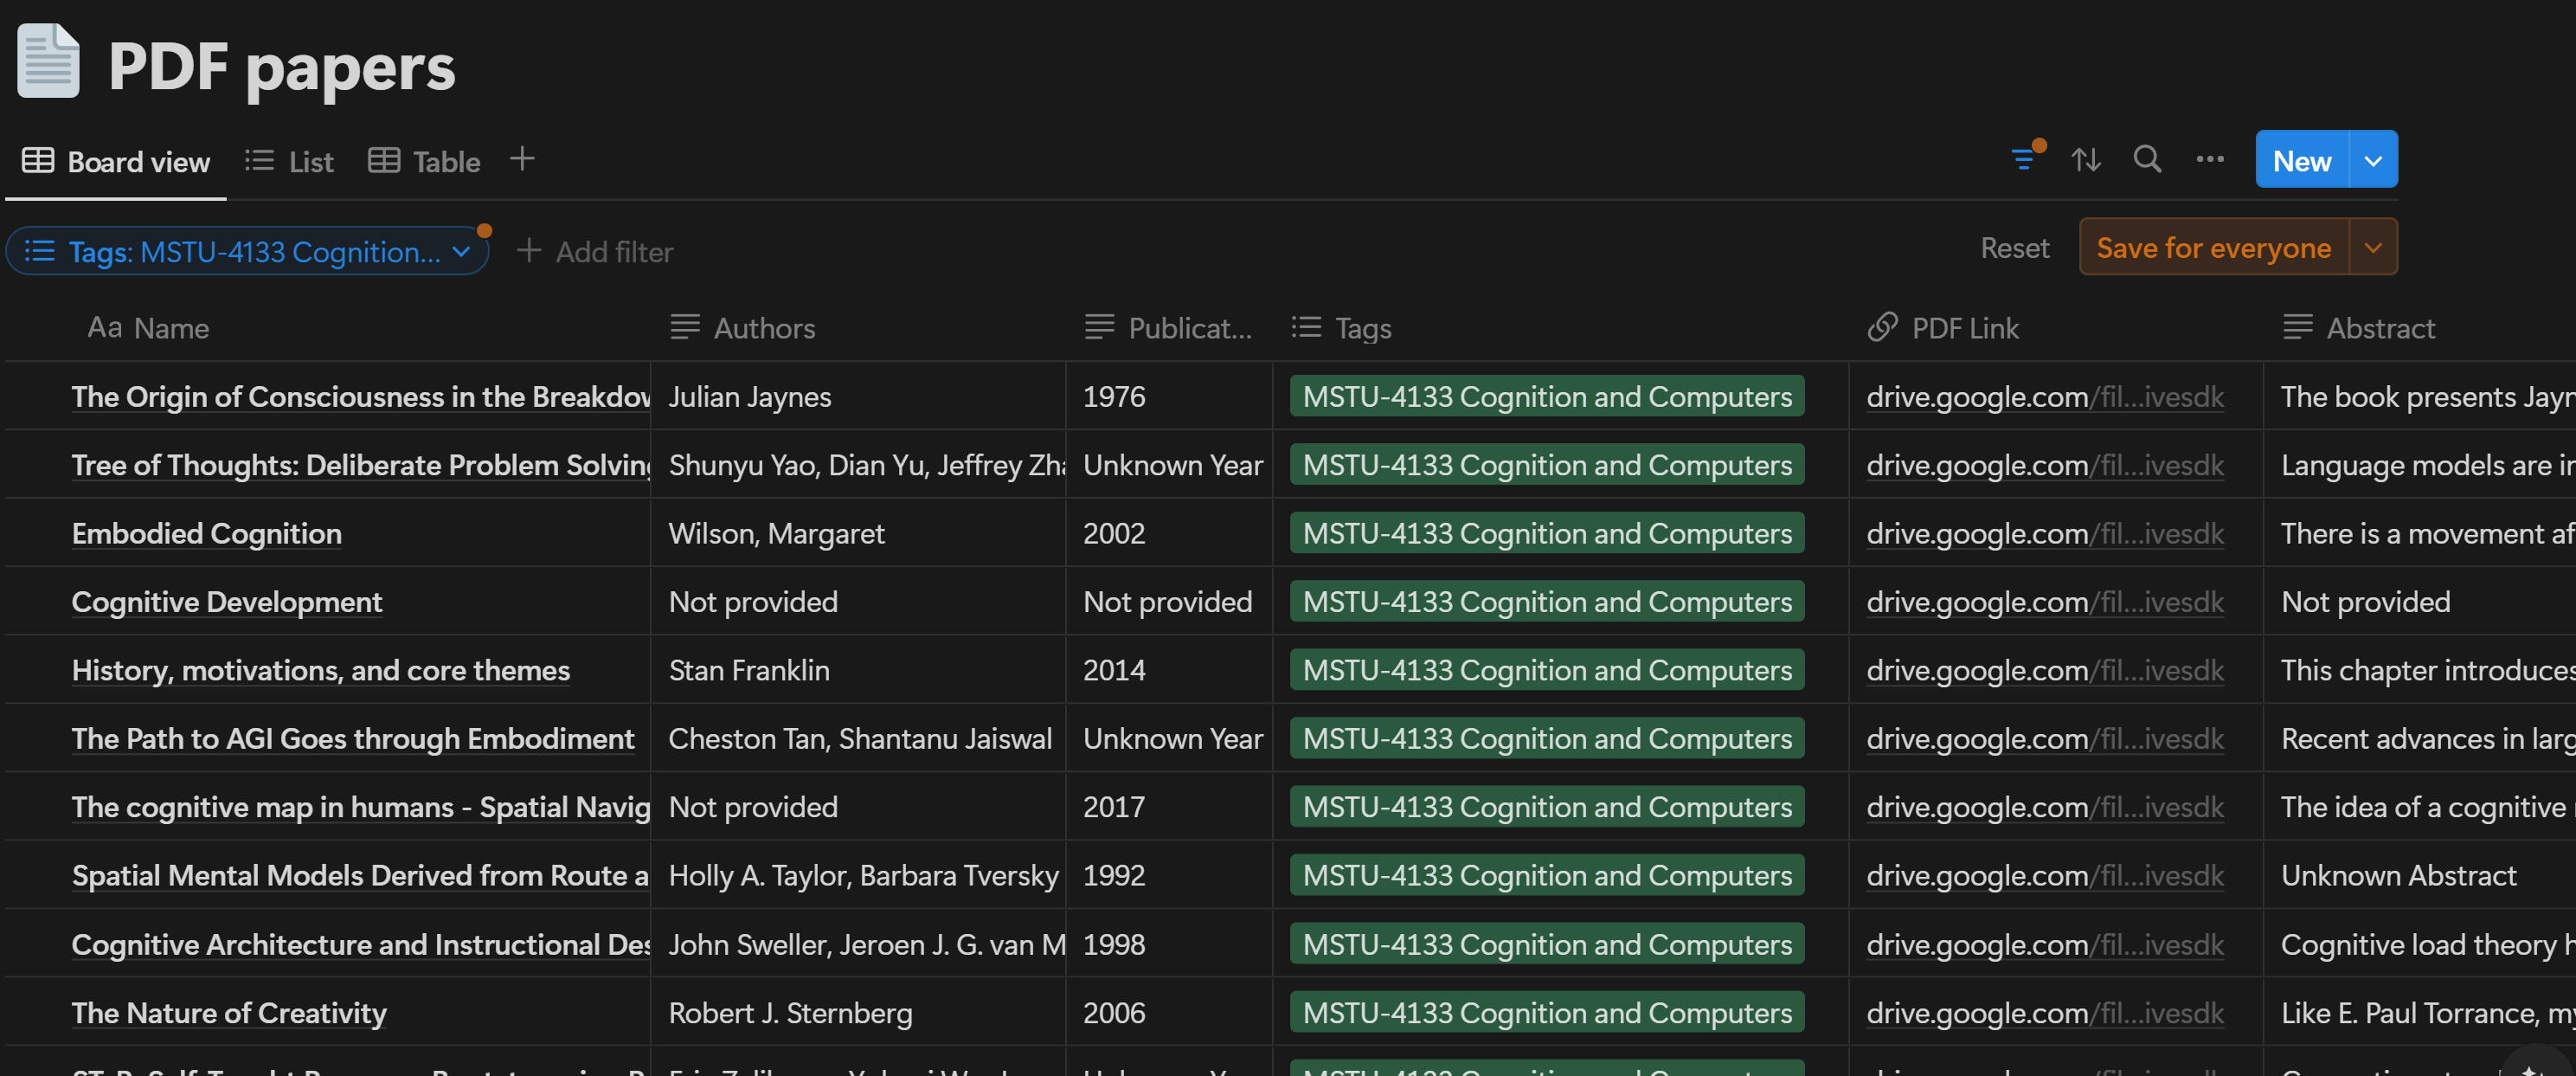 PDF papers
Board view List Table
New
Tags: MSTU-4133 Cognition... Add filter
Reset Save for everyone
Aa Name Authors Publicat... Tags PDF Link Abstract
The Origin of Consciousness in the Breakdow Julian Jaynes 1976 MSTU-4133 Cognition and Computers drive.google.com/fil...ivesdk The book presents Jayn
Tree of Thoughts: Deliberate Problem Solving Shunyu Yao, Dian Yu, Jeffrey Zha Unknown Year MSTU-4133 Cognition and Computers drive.google.com/fil...ivesdk Language models are in
Embodied Cognition Wilson, Margaret 2002 MSTU-4133 Cognition and Computers drive.google.com/fil...ivesdk There is a movement af
Cognitive Development Not provided Not provided MSTU-4133 Cognition and Computers drive.google.com/fil...ivesdk Not provided
History, motivations, and core themes Stan Franklin 2014 MSTU-4133 Cognition and Computers drive.google.com/fil...ivesdk This chapter introduces
The Path to AGI Goes through Embodiment Cheston Tan, Shantanu Jaiswal Unknown Year MSTU-4133 Cognition and Computers drive.google.com/fil...ivesdk Recent advances in larg
The cognitive map in humans - Spatial Navig Not provided 2017 MSTU-4133 Cognition and Computers drive.google.com/fil...ivesdk The idea of a cognitive
Spatial Mental Models Derived from Route a Holly A. Taylor, Barbara Tversky 1992 MSTU-4133 Cognition and Computers drive.google.com/fil...ivesdk Unknown Abstract
Cognitive Architecture and Instructional Des John Sweller, Jeroen J. G. van M 1998 MSTU-4133 Cognition and Computers drive.google.com/fil...ivesdk Cognitive load theory h
The Nature of Creativity Robert J. Sternberg 2006 MSTU-4133 Cognition and Computers drive.google.com/fil...ivesdk Like E. Paul Torrance, my